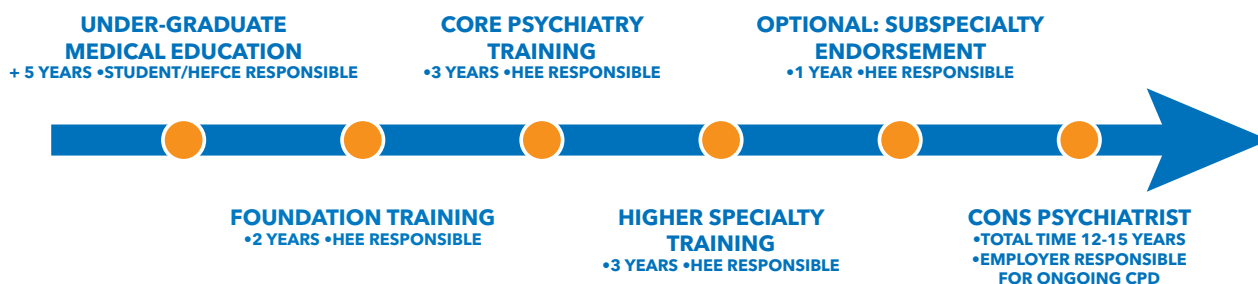 UNDER-GRADUATE
MEDICAL EDUCATION
+ 5 YEARS •STUDENT/HEFCE RESPONSIBLE
CORE PSYCHIATRY
TRAINING
•3 YEARS •HEE RESPONSIBLE
OPTIONAL: SUBSPECIALTY
ENDORSEMENT
•1 YEAR •HEE RESPONSIBLE
FOUNDATION TRAINING
•2 YEARS •HEE RESPONSIBLE
HIGHER SPECIALTY
TRAINING
•3 YEARS •HEE RESPONSIBLE
CONS PSYCHIATRIST
•TOTAL TIME 12-15 YEARS
•EMPLOYER RESPONSIBLE
FOR ONGOING CPD